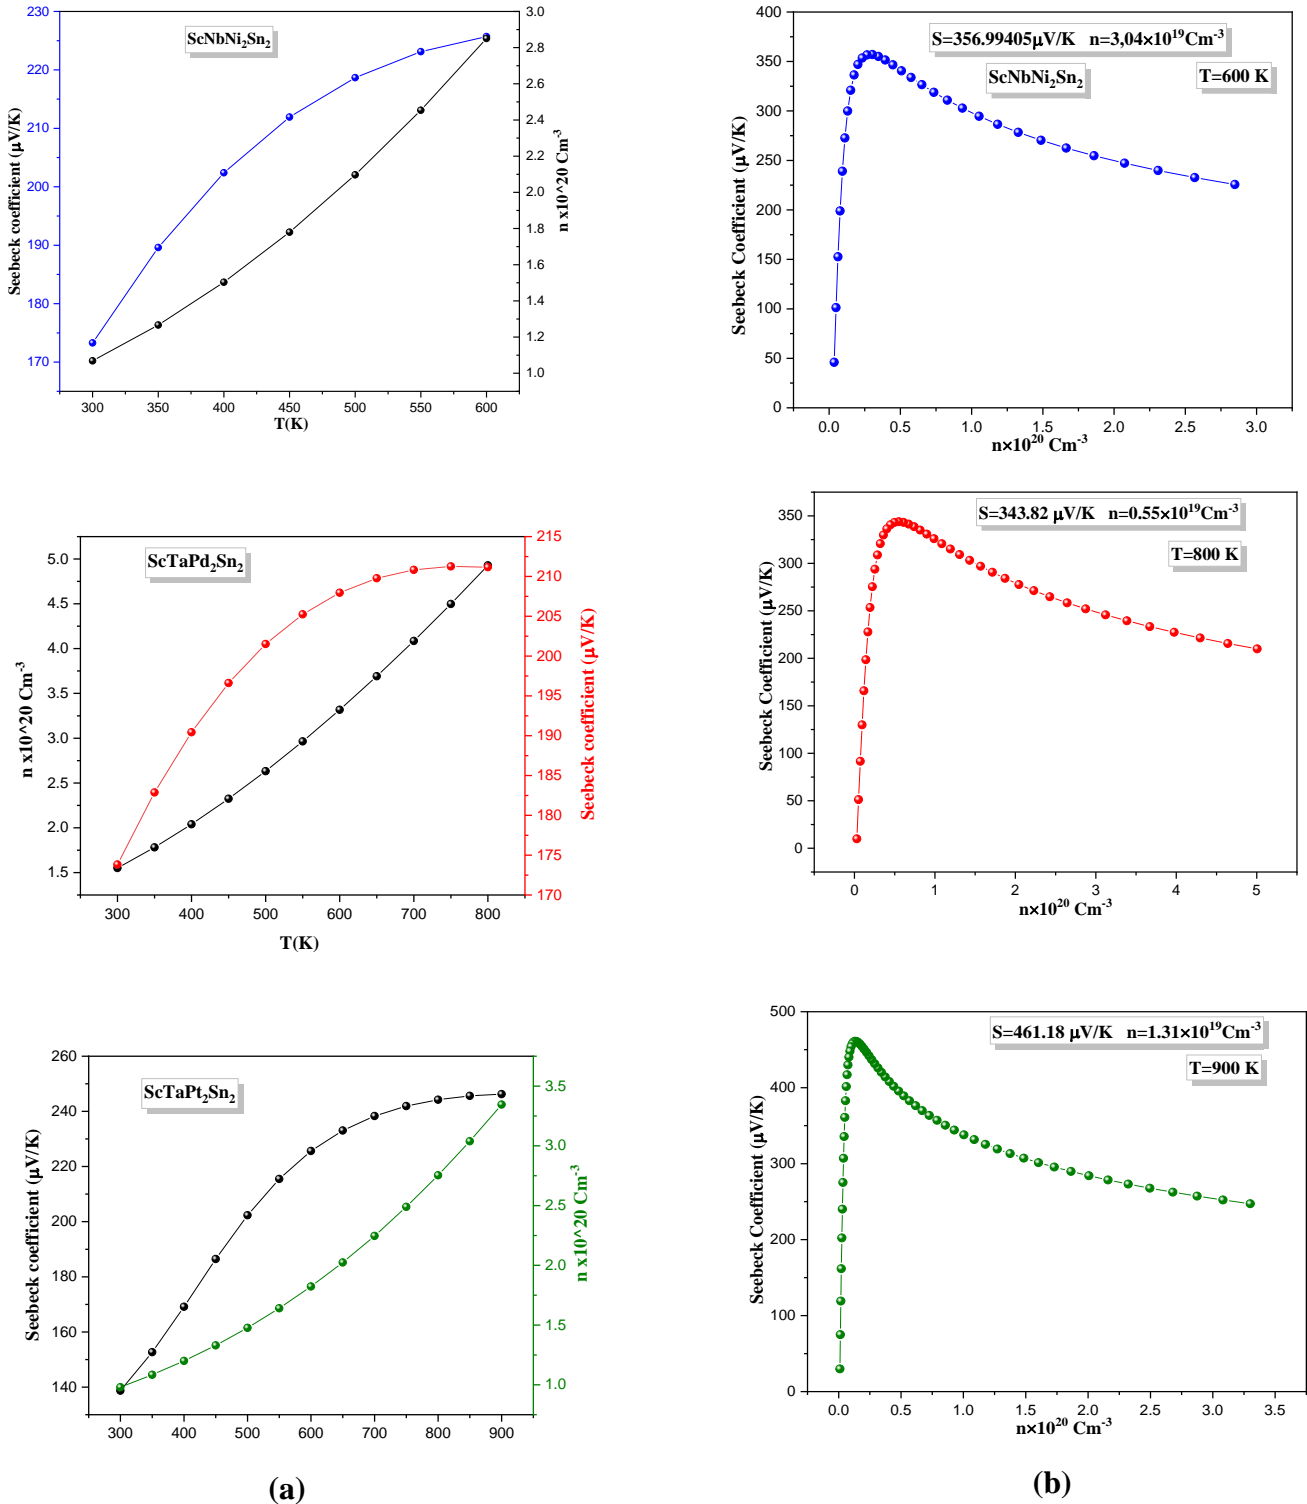 ScNbNi₂Sn₂
Seebeck coefficient (μV/K)
230
225
220
215
210
205
200
195
190
185
180
175
170
165
n x10^20 Cm⁻³
3.0
2.8
2.6
2.4
2.2
2.0
1.8
1.6
1.4
1.2
1.0
300 350 400 450 500 550 600
T(K)
S=356.99405μV/K n=3,04×10¹⁹Cm⁻³
ScNbNi₂Sn₂ T=600 K
Seebeck Coefficient (μV/K)
400
350
300
250
200
150
100
50
0
0.0 0.5 1.0 1.5 2.0 2.5 3.0
n×10²⁰ Cm⁻³
ScTaPd₂Sn₂
n x10^20 Cm⁻³
5.0
4.5
4.0
3.5
3.0
2.5
2.0
1.5
Seebeck coefficient (μV/K)
215
210
205
200
195
190
185
180
175
170
300 400 500 600 700 800
T(K)
S=343.82 μV/K n=0.55×10¹⁹Cm⁻³
T=800 K
Seebeck Coefficient (μV/K)
350
300
250
200
150
100
50
0
0 1 2 3 4 5
n×10²⁰ Cm⁻³
ScTaPt₂Sn₂
Seebeck coefficient (μV/K)
260
240
220
200
180
160
140
n x10^20 Cm⁻³
3.5
3.0
2.5
2.0
1.5
1.0
300 400 500 600 700 800 900
(a)
S=461.18 μV/K n=1.31×10¹⁹Cm⁻³
T=900 K
Seebeck Coefficient (μV/K)
500
400
300
200
100
0
0.0 0.5 1.0 1.5 2.0 2.5 3.0 3.5
n×10²⁰ Cm⁻³
(b)